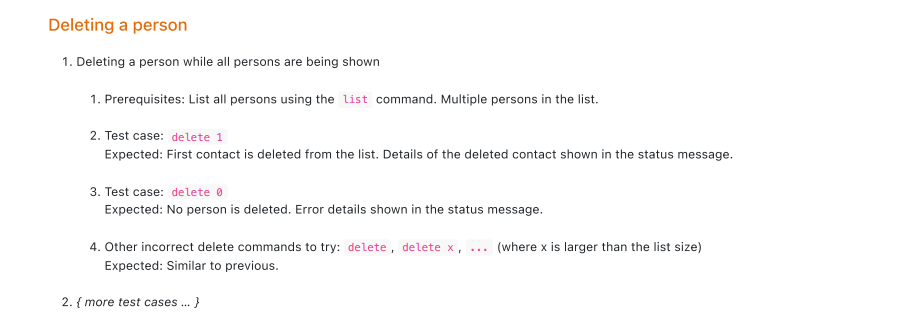 Deleting a person
1. Deleting a person while all persons are being shown
1. Prerequisites: List all persons using the list command. Multiple persons in the list.
2. Test case: delete 1
Expected: First contact is deleted from the list. Details of the deleted contact shown in the status message.
3. Test case: delete 0
Expected: No person is deleted. Error details shown in the status message.
4. Other incorrect delete commands to try: delete, delete x, ... (where x is larger than the list size)
Expected: Similar to previous.
2. { more test cases … }